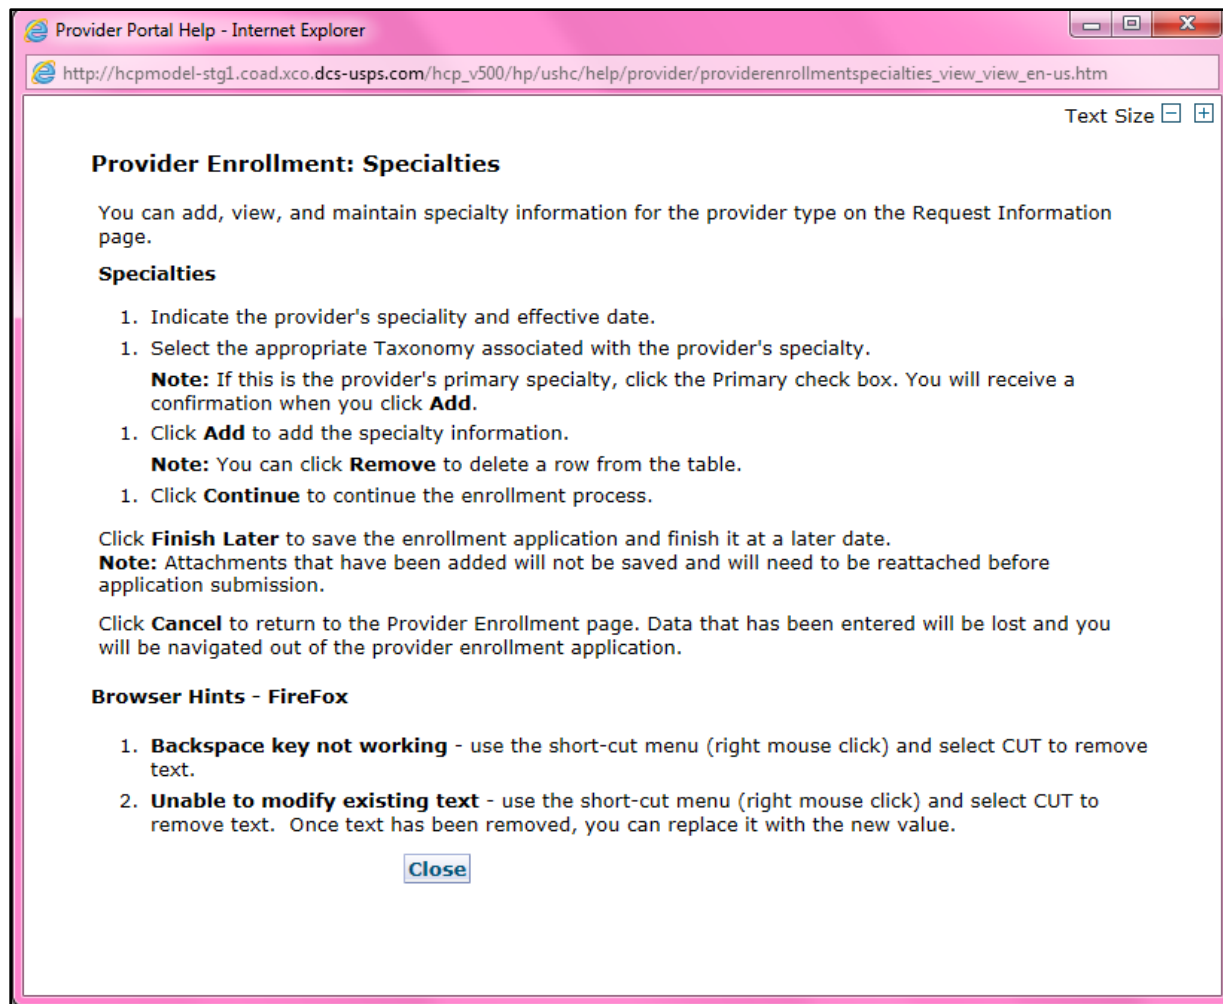 Provider Portal Help - Internet Explorer
http://hcpmodel-stg1.coad.xco.dcs-usps.com/hcp_v500/hp/ushc/help/provider/providerenrollmentspecialties_view_view_en-us.htm
Text Size
Provider Enrollment: Specialties
You can add, view, and maintain specialty information for the provider type on the Request Information
page.
Specialties
1. Indicate the provider's speciality and effective date.
1. Select the appropriate Taxonomy associated with the provider's specialty.
Note: If this is the provider's primary specialty, click the Primary check box. You will receive a
confirmation when you click Add.
1. Click Add to add the specialty information.
Note: You can click Remove to delete a row from the table.
1. Click Continue to continue the enrollment process.
Click Finish Later to save the enrollment application and finish it at a later date.
Note: Attachments that have been added will not be saved and will need to be reattached before
application submission.
Click Cancel to return to the Provider Enrollment page. Data that has been entered will be lost and you
will be navigated out of the provider enrollment application.
Browser Hints - FireFox
1. Backspace key not working - use the short-cut menu (right mouse click) and select CUT to remove
text.
2. Unable to modify existing text - use the short-cut menu (right mouse click) and select CUT to
remove text.  Once text has been removed, you can replace it with the new value.
Close